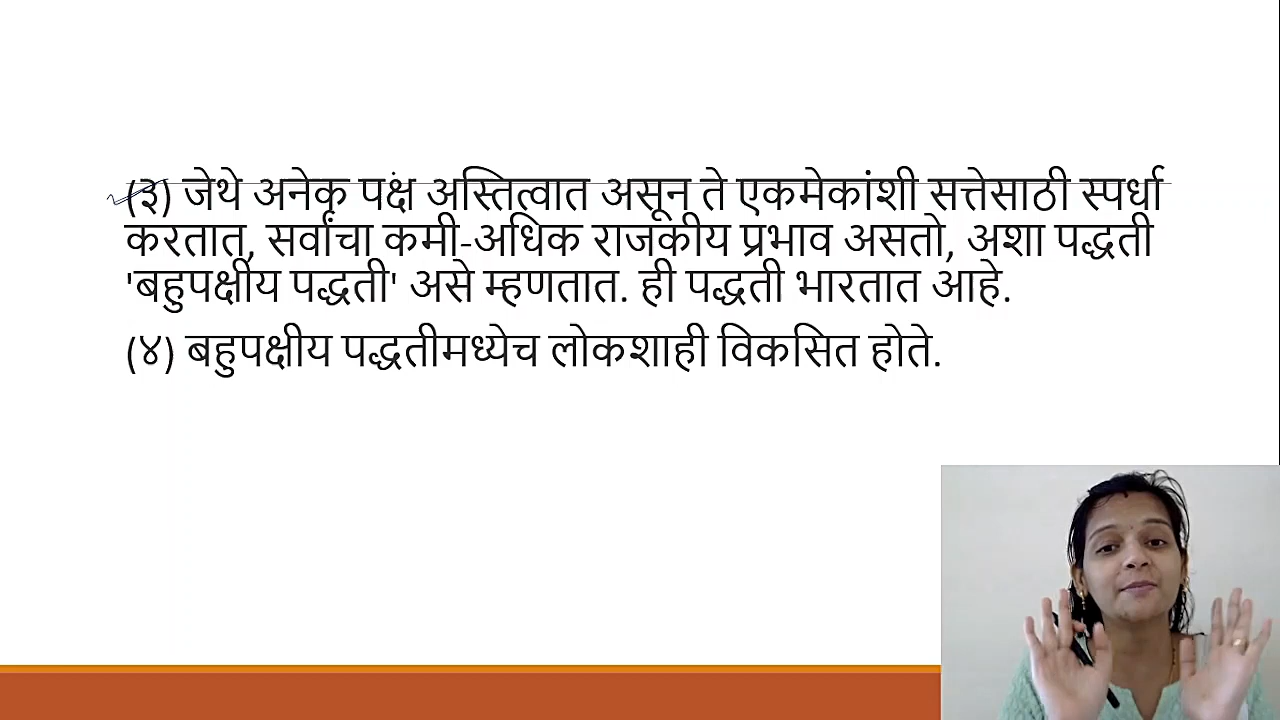 (३) जेथे अनेक पक्ष अस्तित्वात असून ते एकमेकांशी सत्तेसाठी स्पर्धा
करतात, सर्वांचा कमी-अधिक राजकीय प्रभाव असतो, अशा पद्धती
'बहुपक्षीय पद्धती' असे म्हणतात. ही पद्धती भारतात आहे.
(४) बहुपक्षीय पद्धतीमध्येच लोकशाही विकसित होते.